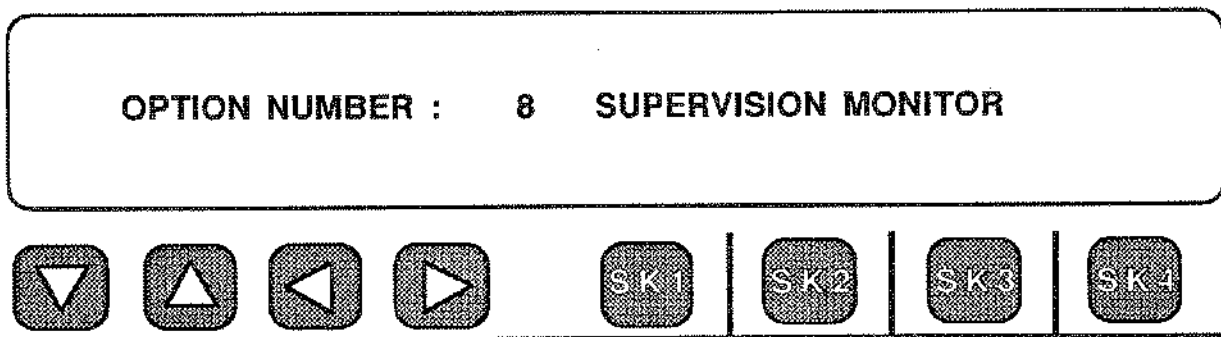 OPTION NUMBER : 8 SUPERVISION MONITOR
SK1 SK2 SK3 SK4